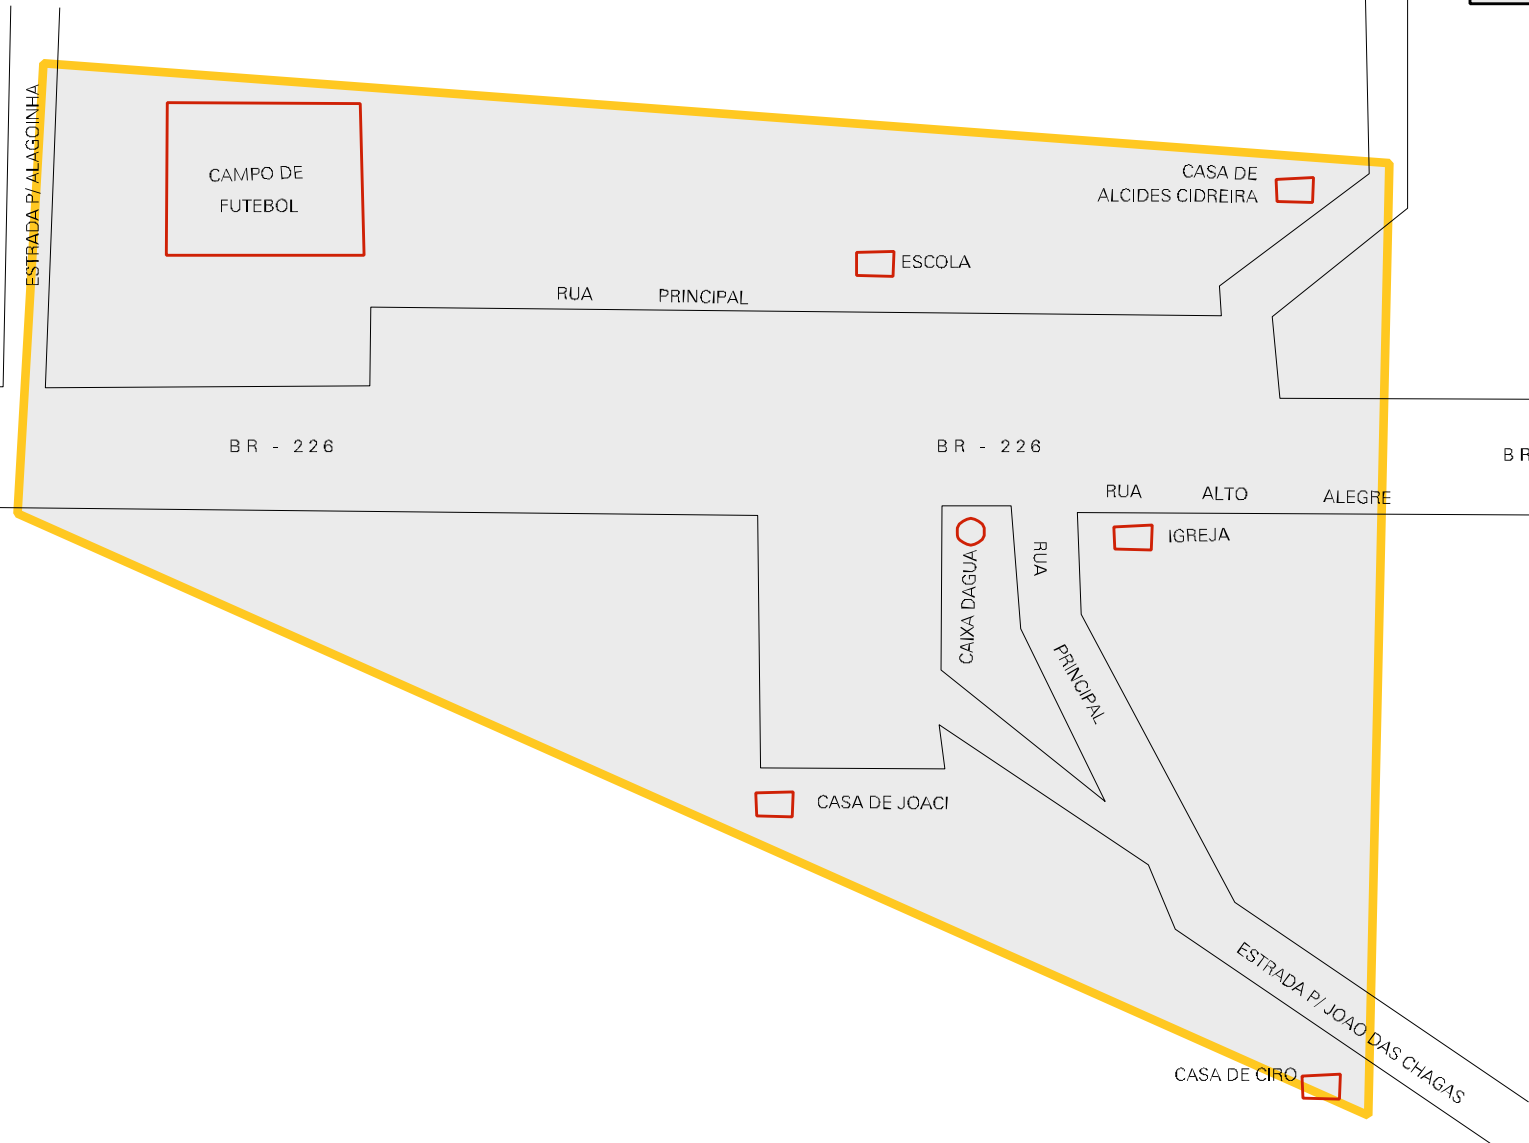 ESTRADA P/ ALAGOINHA
CAMPO DE
FUTEBOL
CASA DE
ALCIDES CIDREIRA
ESCOLA
RUA PRINCIPAL
BR - 226
BR - 226
BR
RUA ALTO ALEGRE
IGREJA
CAIXA DAGUA
RUA PRINCIPAL
CASA DE JOACI
ESTRADA P/ JOAO DAS CHAGAS
CASA DE CIRO